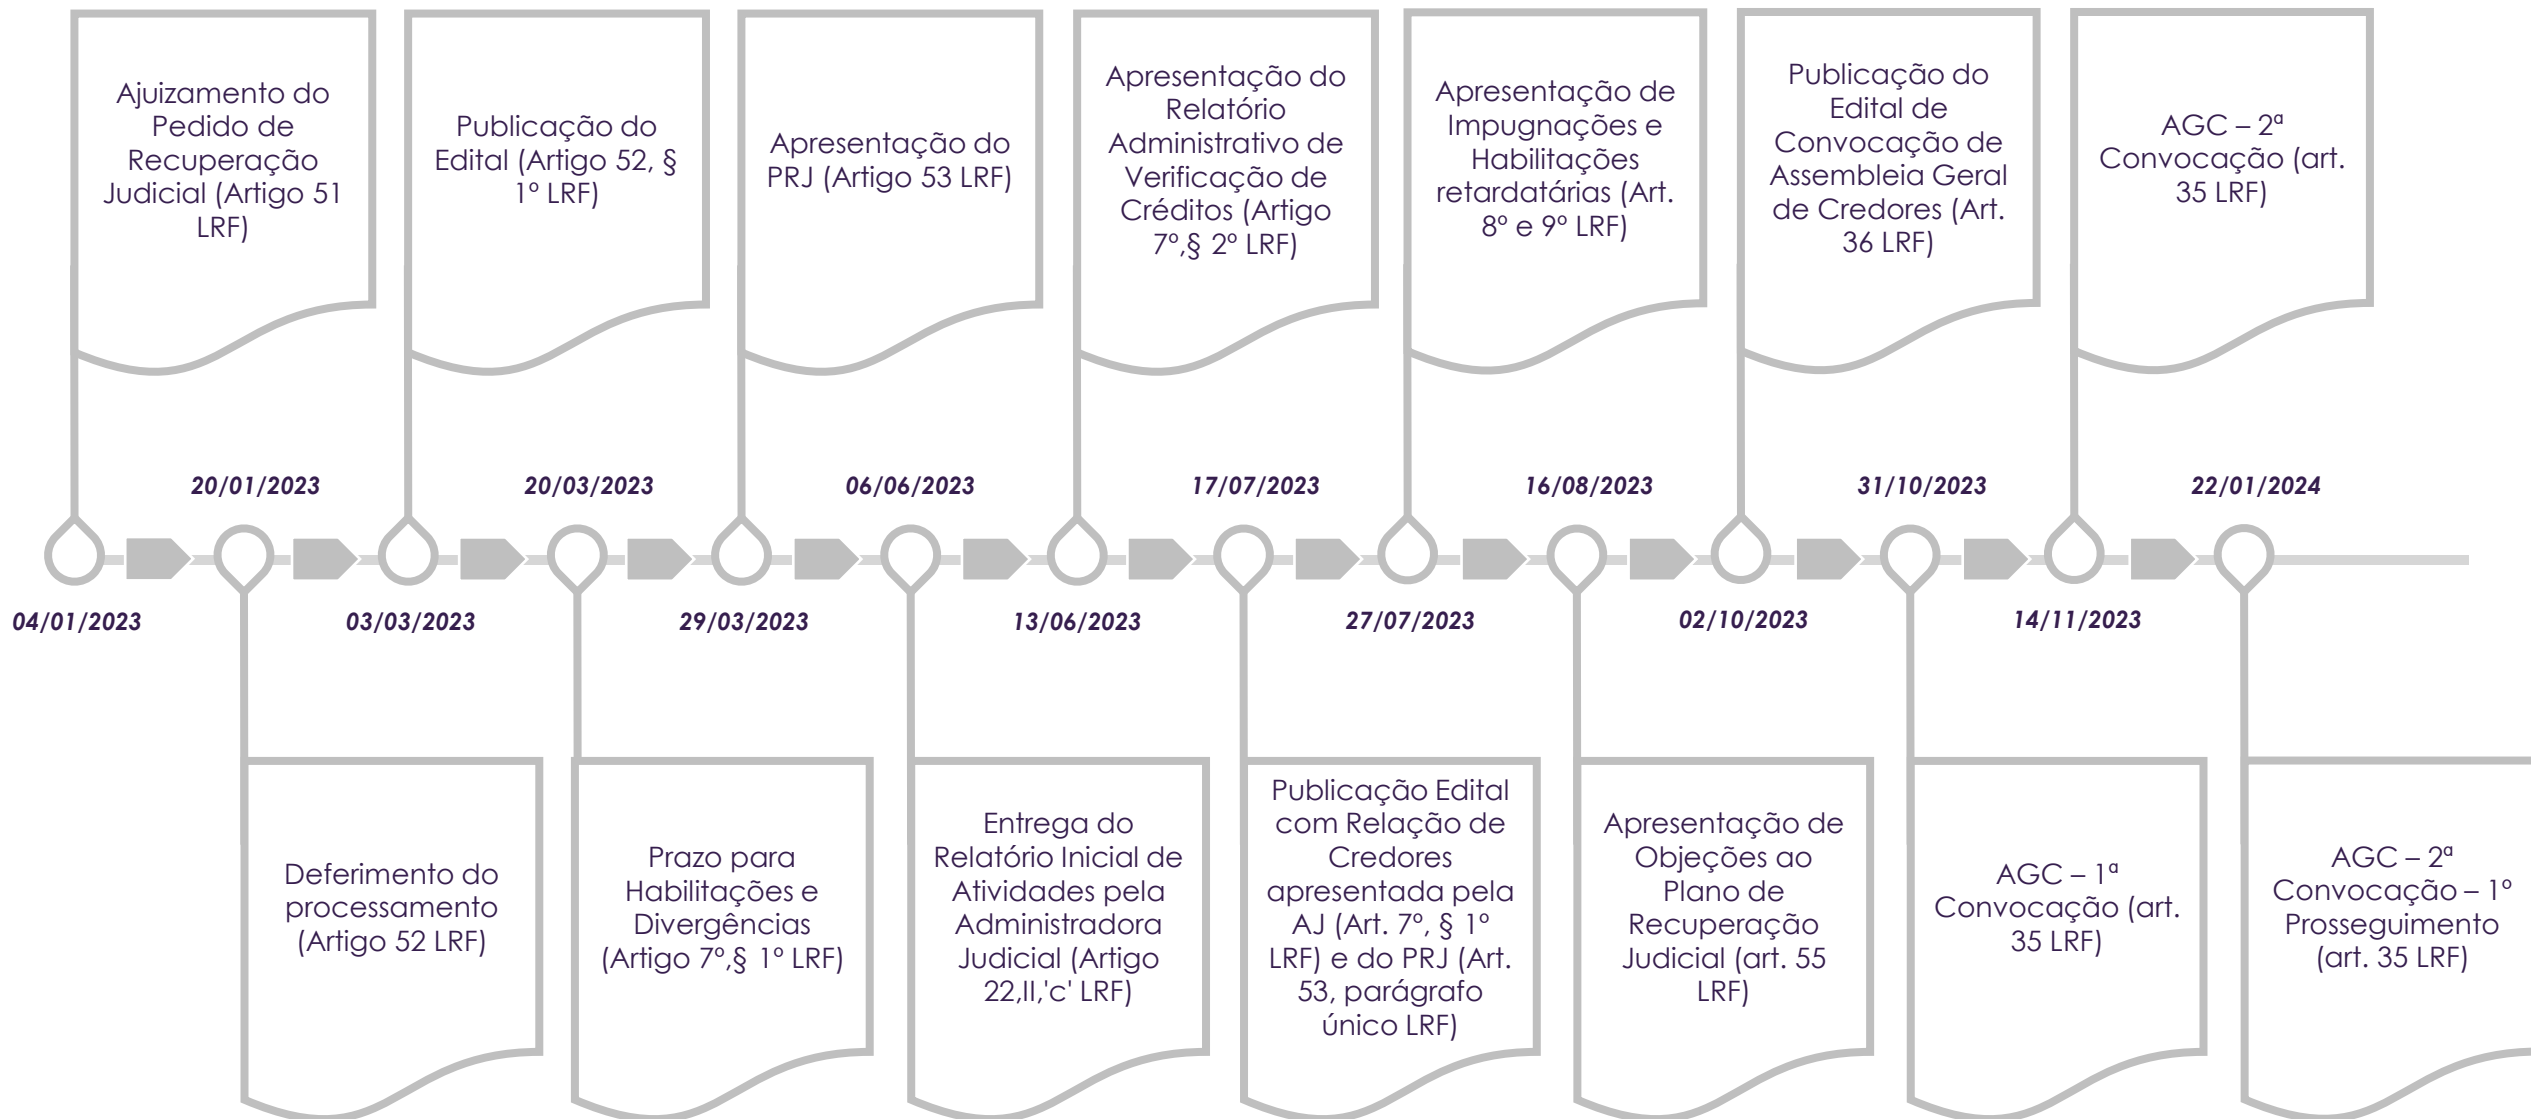 Ajuizamento do
Pedido de
Recuperação
Judicial (Artigo 51
LRF)
Publicação do
Edital (Artigo 52, §
1º LRF)
Apresentação do
PRJ (Artigo 53 LRF)
Apresentação do
Relatório
Administrativo de
Verificação de
Créditos (Artigo
7º,§ 2º LRF)
Apresentação de
Impugnações e
Habilitações
retardatárias (Art.
8º e 9º LRF)
Publicação do
Edital de
Convocação de
Assembleia Geral
de Credores (Art.
36 LRF)
AGC – 2ª
Convocação (art.
35 LRF)
20/01/2023
20/03/2023
06/06/2023
17/07/2023
16/08/2023
31/10/2023
22/01/2024
04/01/2023
03/03/2023
29/03/2023
13/06/2023
27/07/2023
02/10/2023
14/11/2023
Deferimento do
processamento
(Artigo 52 LRF)
Prazo para
Habilitações e
Divergências
(Artigo 7º,§ 1º LRF)
Entrega do
Relatório Inicial de
Atividades pela
Administradora
Judicial (Artigo
22,II,'c' LRF)
Publicação Edital
com Relação de
Credores
apresentada pela
AJ (Art. 7º, § 1º
LRF) e do PRJ (Art.
53, parágrafo
único LRF)
Apresentação de
Objeções ao
Plano de
Recuperação
Judicial (art. 55
LRF)
AGC – 1ª
Convocação (art.
35 LRF)
AGC – 2ª
Convocação – 1º
Prosseguimento
(art. 35 LRF)